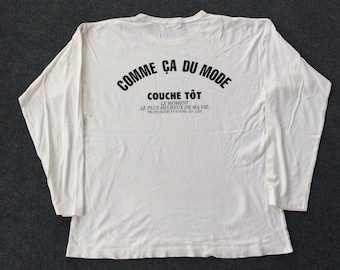 COMME ÇA DU MODE
COUCHE TÔT
LE MOMENT
LE PLUS HEUREUX DE MA VIE.